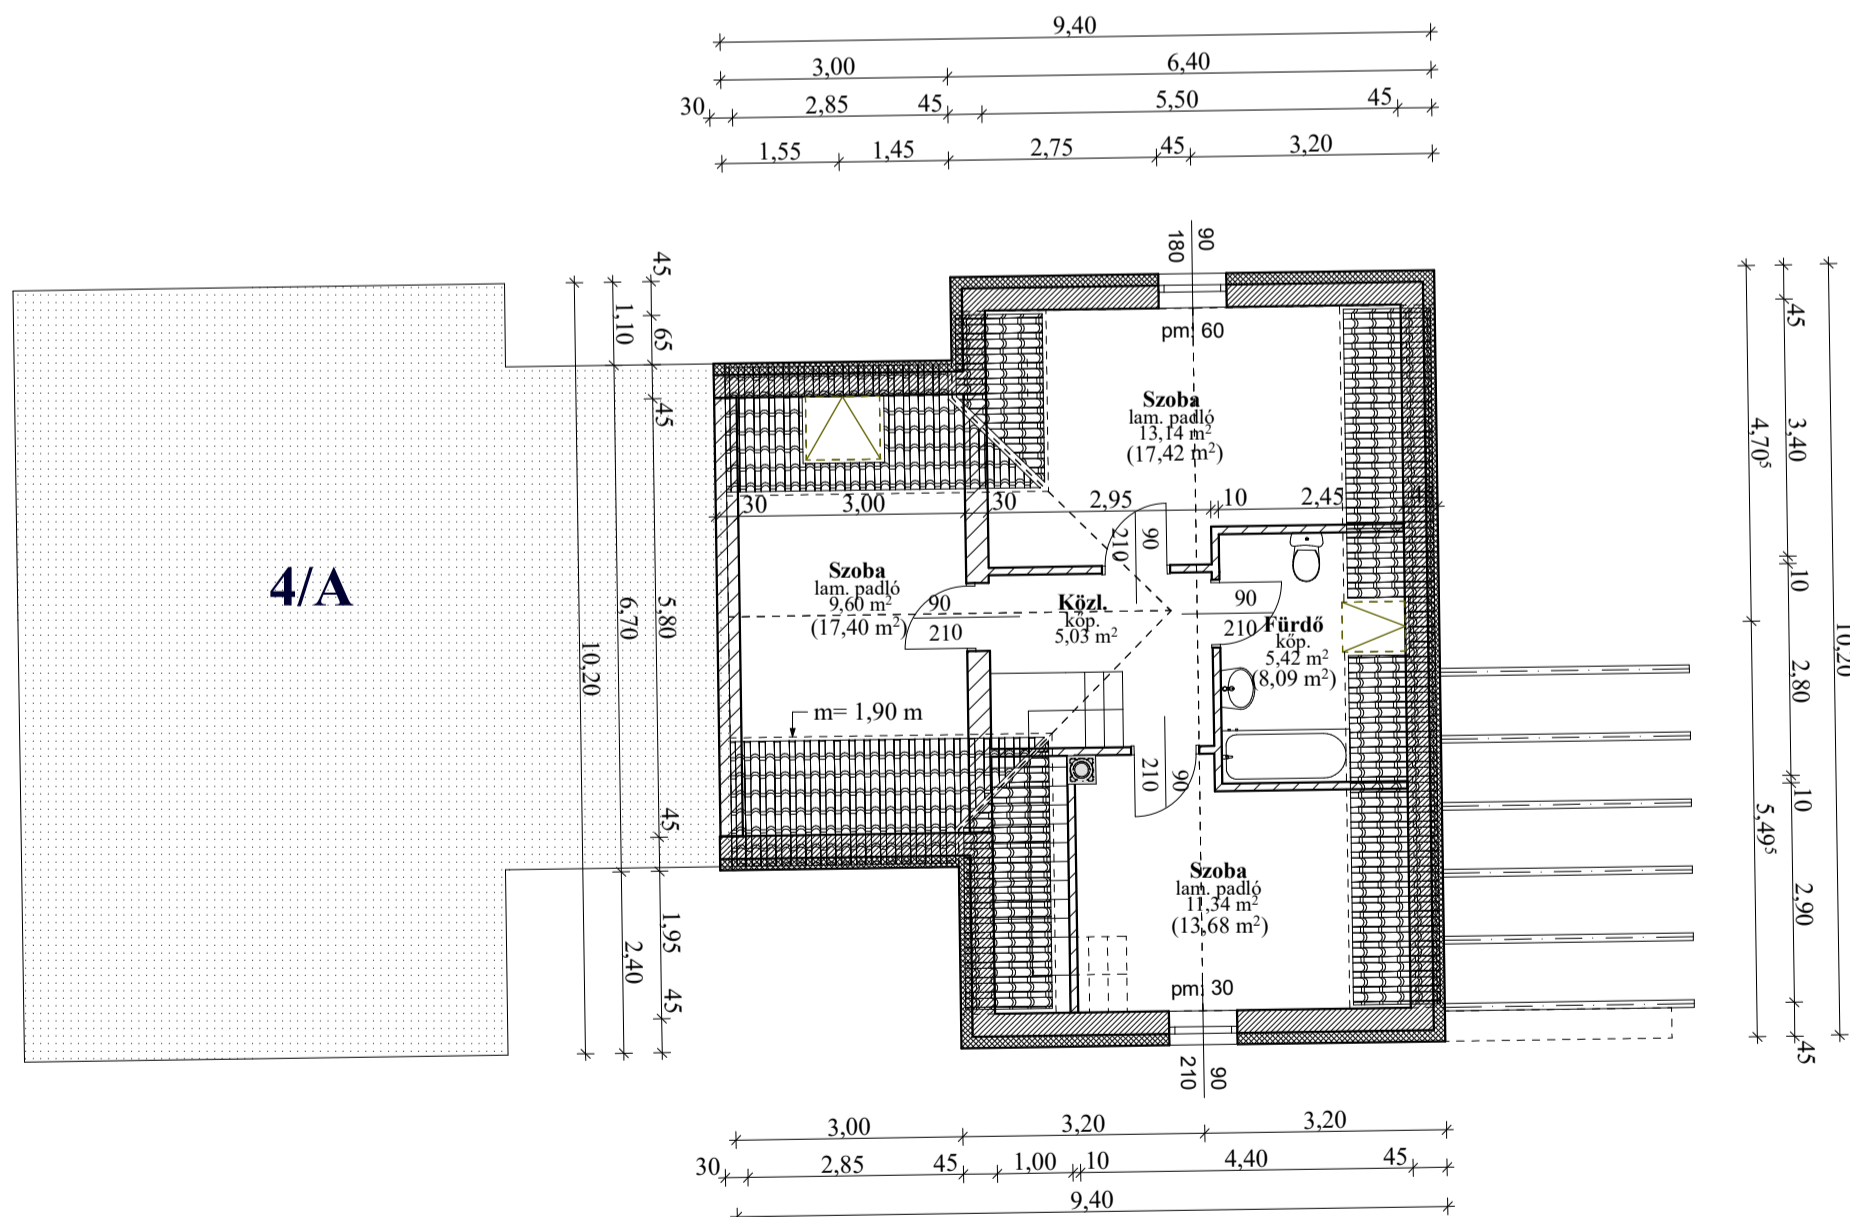 9,40
3,00 6,40
30 2,85 45 5,50 45
1,55 1,45 2,75 45 3,20
180 90
pm: 60
Szoba
lam. padló
13,14 m²
(17,42 m²)
30 3,00 30 2,95 10 2,45
210 90
Szoba
lam. padló
9,60 m²
(17,40 m²)
90
210
Közl.
kőp.
5,03 m²
90
210
Fürdő
kőp.
5,42 m²
(8,09 m²)
m= 1,90 m
210 90
Szoba
lam. padló
11,34 m²
(13,68 m²)
pm: 30
210 90
4/A
10,20
1,10 6,70 2,40
45 65 45 5,80 45 1,95 45
4,70⁵ 5,49⁵
45 3,40 10 2,80 10 2,90 45
10,20
3,00 3,20 3,20
30 2,85 45 1,00 10 4,40 45
9,40